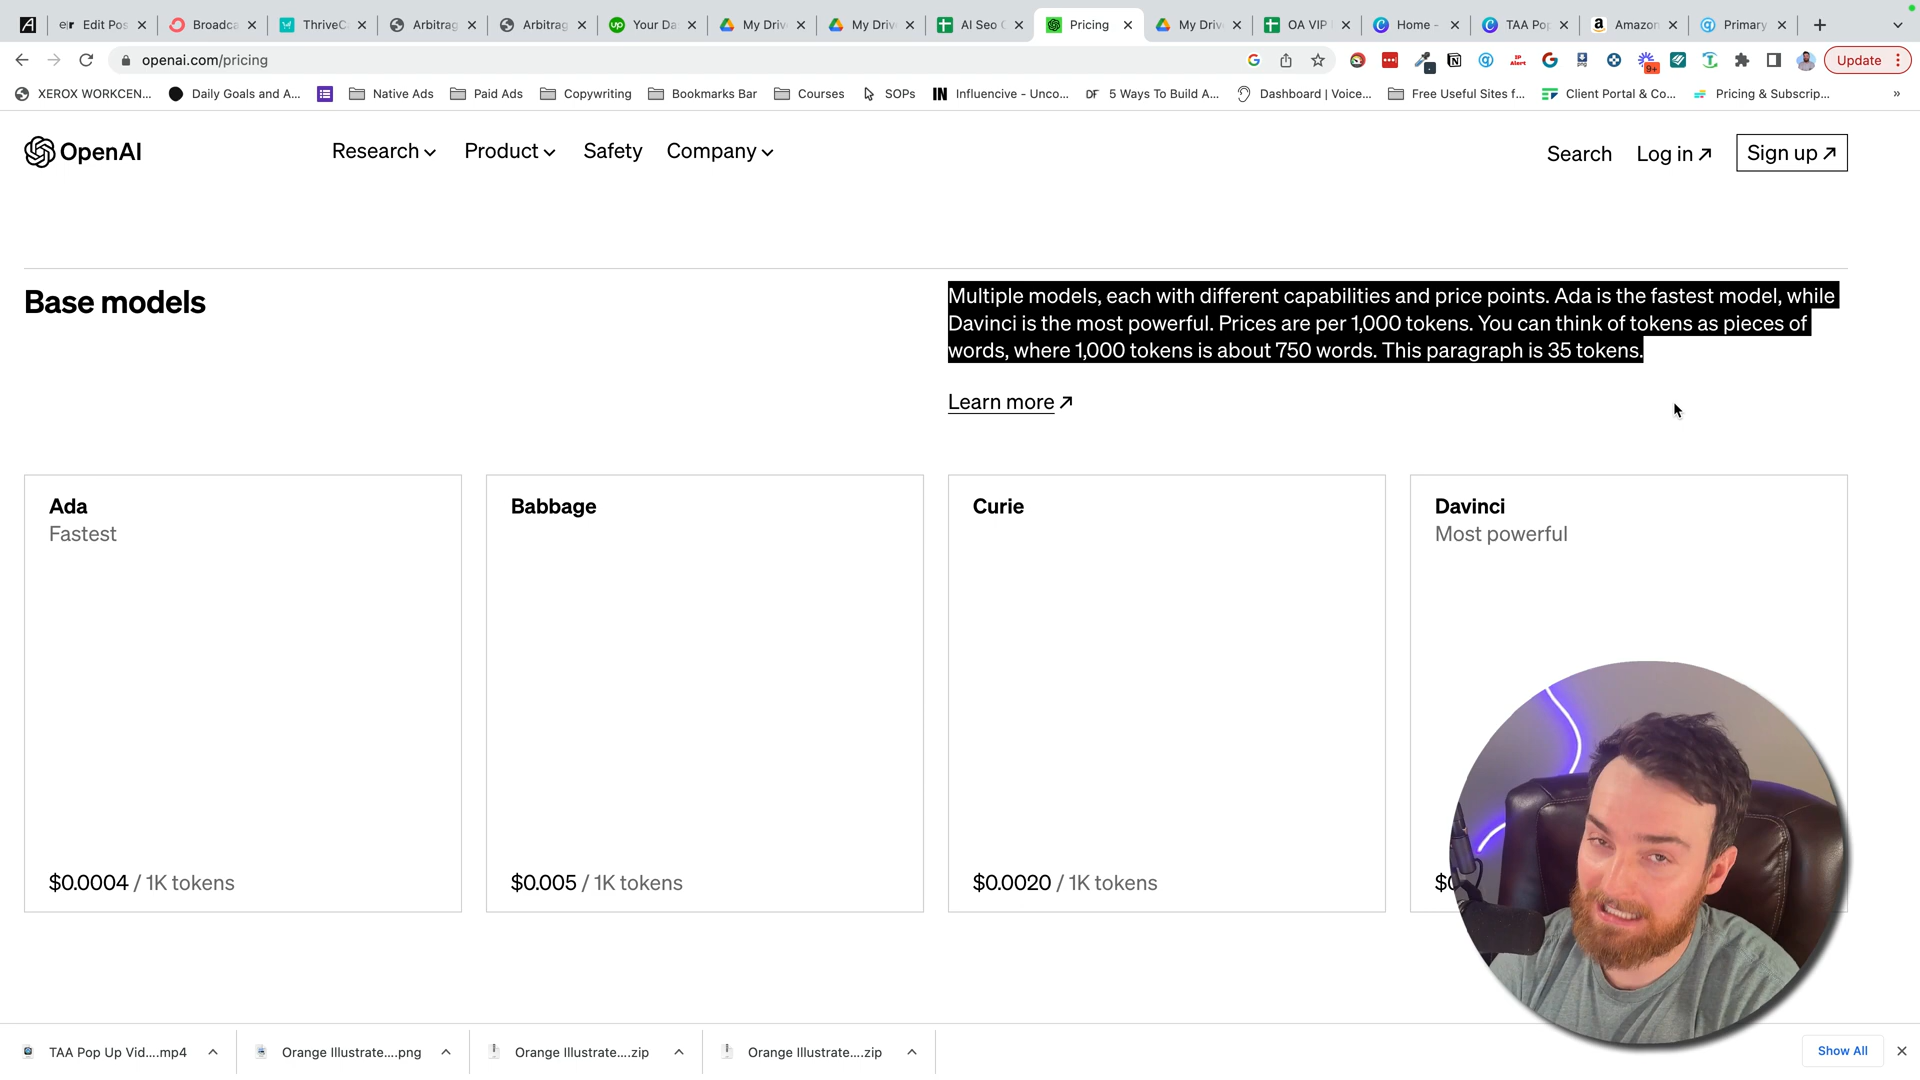 Edit Pos
Broadca
ThriveC
Arbitrag
Arbitrag
up
Your Da
My Driv
My Driv
AI Seo C
Pricing
My Driv
OA VIP
Home -
TAA Pop
a
Amazon
Primary
openai.com/pricing
Update
XEROX WORKCEN...
Daily Goals and A...
Native Ads
Paid Ads
Copywriting
Bookmarks Bar
Courses
SOPs
IN Influencive - Unco...
DF 5 Ways To Build A...
Dashboard | Voice...
Free Useful Sites f...
Client Portal & Co...
Pricing & Subscrip...
»
OpenAI
Research
Product
Safety
Company
Search
Log in ↗
Sign up ↗
Base models
Multiple models, each with different capabilities and price points. Ada is the fastest model, while
Davinci is the most powerful. Prices are per 1,000 tokens. You can think of tokens as pieces of
words, where 1,000 tokens is about 750 words. This paragraph is 35 tokens.
Learn more ↗
Ada
Fastest
$0.0004 / 1K tokens
Babbage
$0.005 / 1K tokens
Curie
$0.0020 / 1K tokens
Davinci
Most powerful
TAA Pop Up Vid....mp4
Orange Illustrate....png
Orange Illustrate....zip
Orange Illustrate....zip
Show All